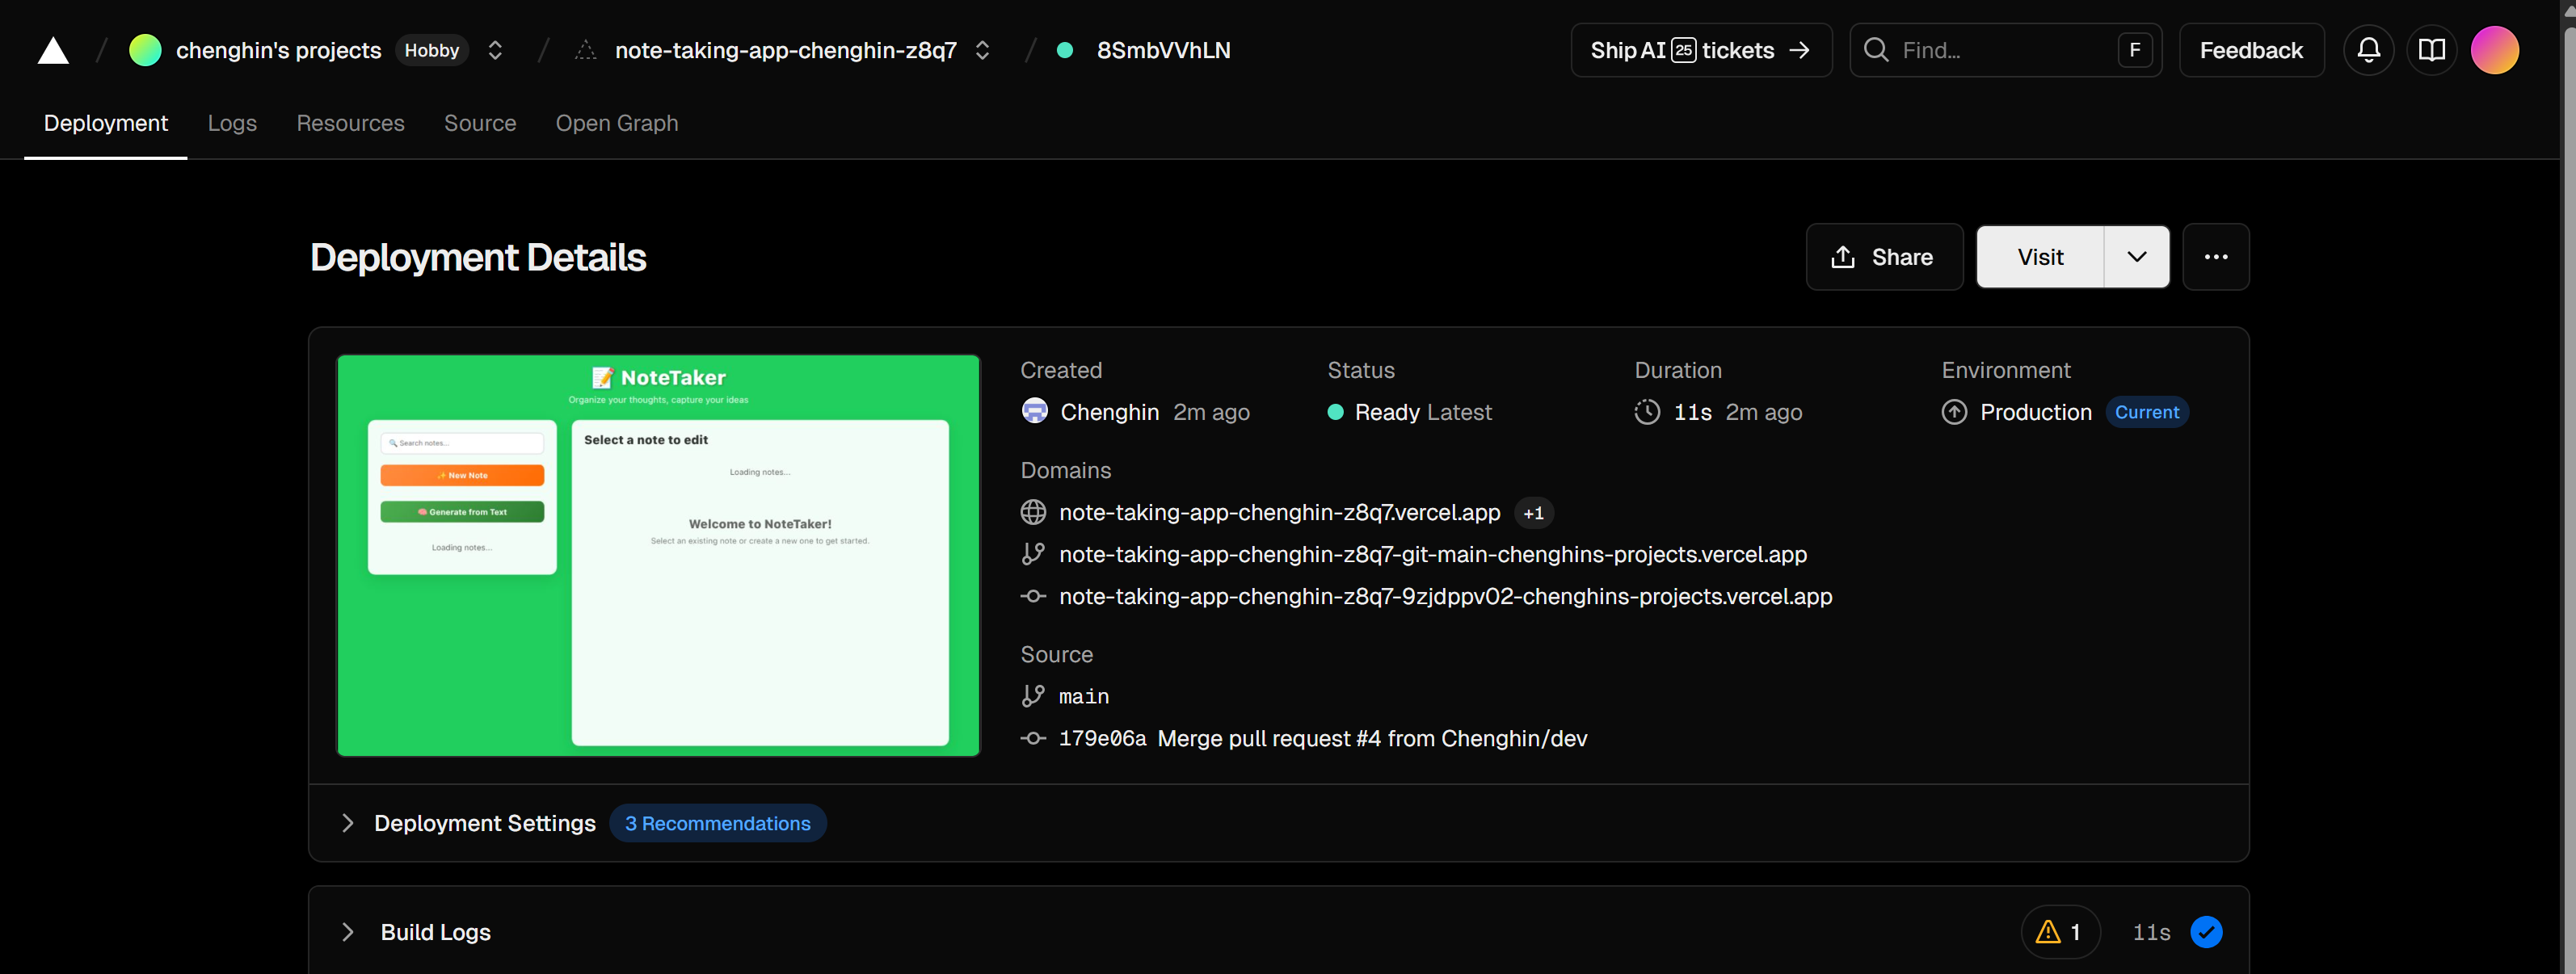 chenghin's projects Hobby note-taking-app-chenghin-z8q7 8SmbVVhLN Ship AI 25 tickets → Find... F Feedback
Deployment Logs Resources Source Open Graph
Deployment Details
Share Visit
NoteTaker
Organize your thoughts, capture your ideas
Search notes...
New Note
Generate from Text
Loading notes...
Select a note to edit
Loading notes...
Welcome to NoteTaker!
Select an existing note or create a new one to get started.
Created Status Duration Environment
Chenghin 2m ago Ready Latest 11s 2m ago Production Current
Domains
note-taking-app-chenghin-z8q7.vercel.app +1
note-taking-app-chenghin-z8q7-git-main-chenghins-projects.vercel.app
note-taking-app-chenghin-z8q7-9zjdppv02-chenghins-projects.vercel.app
Source
main
179e06a Merge pull request #4 from Chenghin/dev
Deployment Settings 3 Recommendations
Build Logs 1 11s